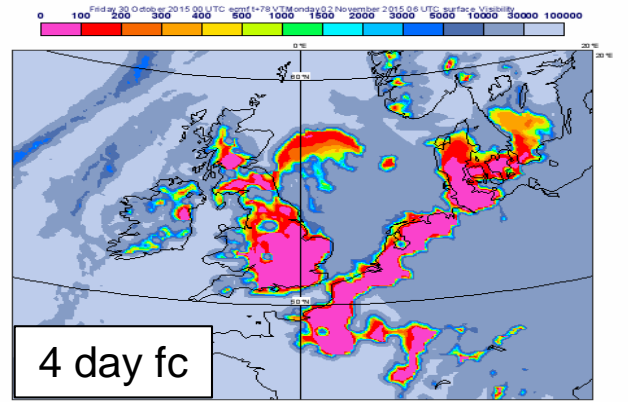 Friday 30 October 2015 00 UTC ecmf t+78 VT:Monday 02 November 2015 06 UTC surface Visibility
0 100 200 300 400 500 1000 2000 3000 5000 10000 30000 100000
0°E 20°E
20°E
60°N
50°N
4 day fc